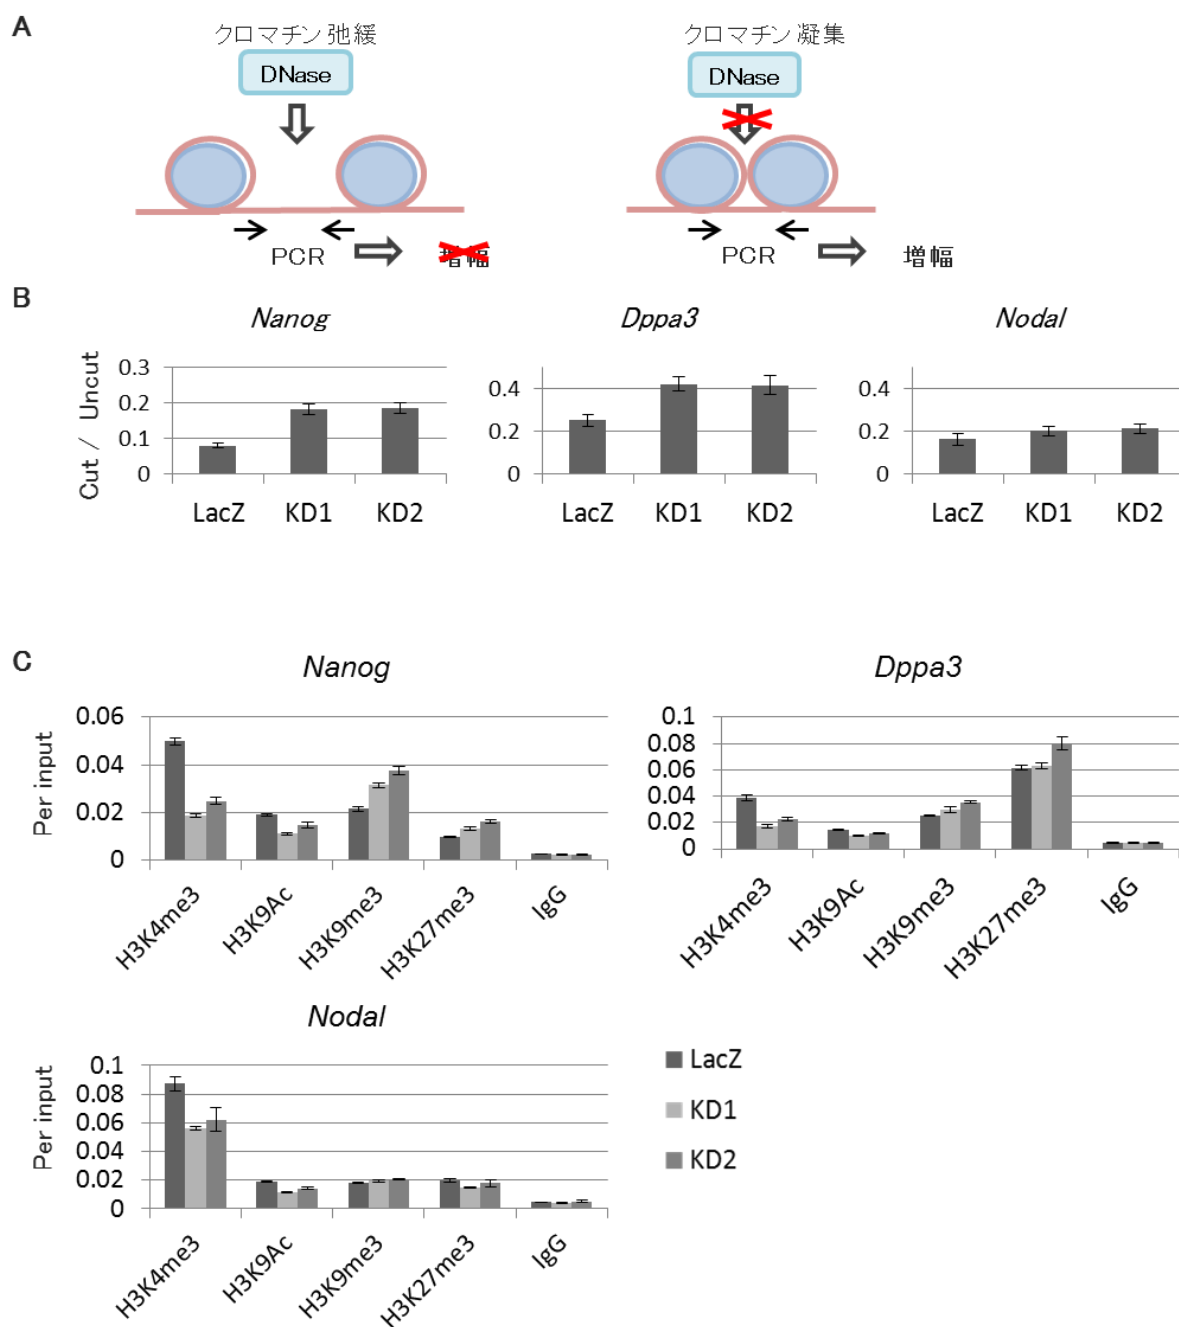 A
クロマチン弛緩
クロマチン凝集
DNase
DNase
PCR
増幅
PCR
増幅
B
Nanog
Dppa3
Nodal
Cut / Uncut
0.3
0.2
0.1
0
LacZ
KD1
KD2
0.4
0.2
0
LacZ
KD1
KD2
0.4
0.2
0
LacZ
KD1
KD2
C
Nanog
Per input
0.06
0.04
0.02
0
H3K4me3
H3K9Ac
H3K9me3
H3K27me3
IgG
Dppa3
0.1
0.08
0.06
0.04
0.02
0
H3K4me3
H3K9Ac
H3K9me3
H3K27me3
IgG
Nodal
Per input
0.1
0.08
0.06
0.04
0.02
0
H3K4me3
H3K9Ac
H3K9me3
H3K27me3
IgG
LacZ
KD1
KD2